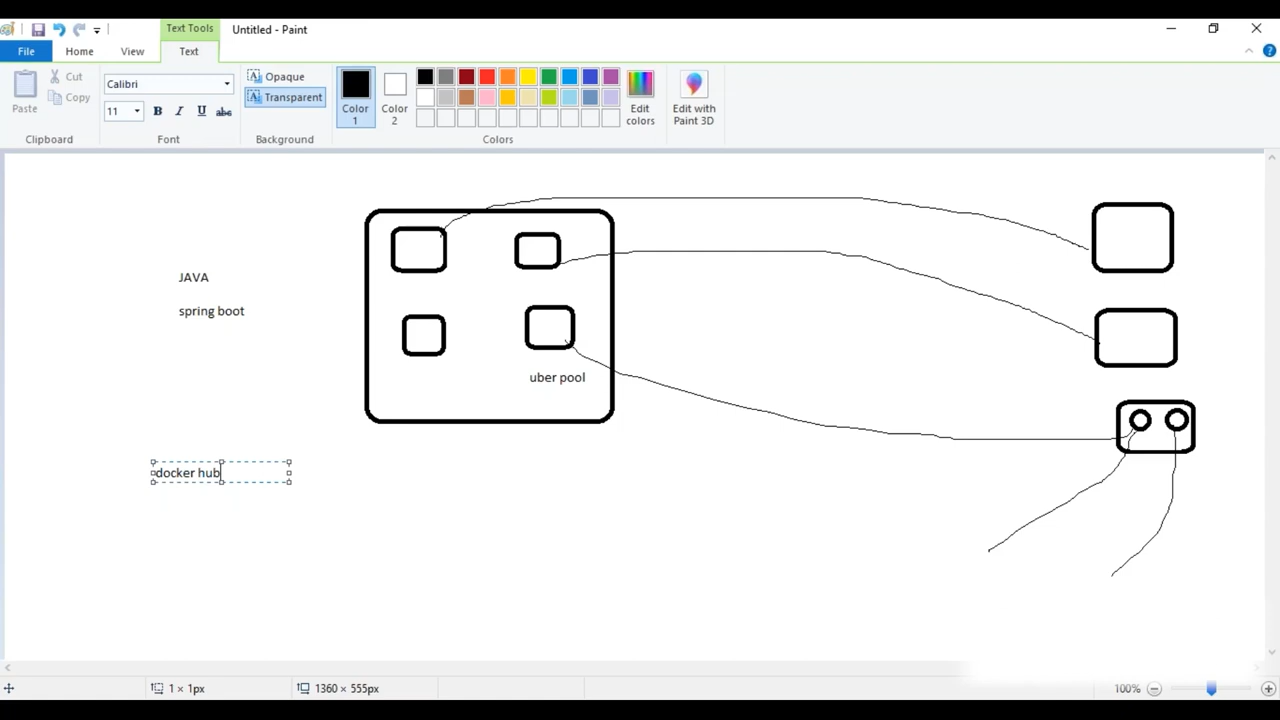 Text Tools
Untitled - Paint
File
Home
View
Text
Paste
Cut
Copy
Clipboard
Calibri
11
B I U abc
Font
Opaque
Transparent
Background
Color 1
Color 2
Edit colors
Colors
Edit with Paint 3D
JAVA
spring boot
uber pool
docker hub
1 × 1px
1360 × 555px
100%